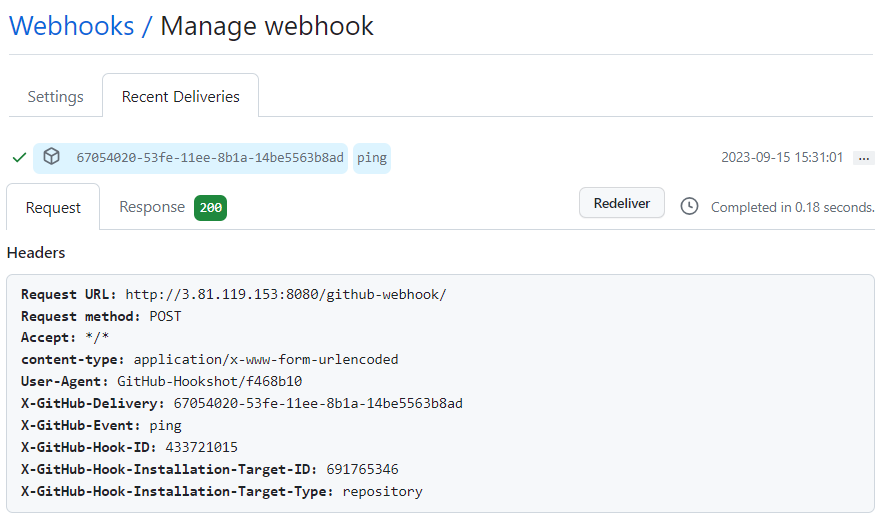 Webhooks / Manage webhook
Settings
Recent Deliveries
67054020-53fe-11ee-8b1a-14be5563b8ad ping 2023-09-15 15:31:01 ...
Request
Response 200
Redeliver
Completed in 0.18 seconds.
Headers
Request URL: http://3.81.119.153:8080/github-webhook/
Request method: POST
Accept: */*
content-type: application/x-www-form-urlencoded
User-Agent: GitHub-Hookshot/f468b10
X-GitHub-Delivery: 67054020-53fe-11ee-8b1a-14be5563b8ad
X-GitHub-Event: ping
X-GitHub-Hook-ID: 433721015
X-GitHub-Hook-Installation-Target-ID: 691765346
X-GitHub-Hook-Installation-Target-Type: repository